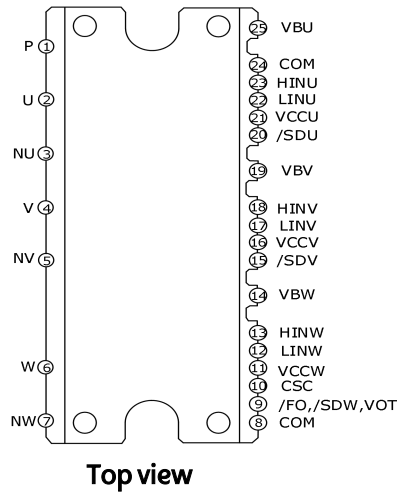 P 1
U 2
NU 3
V 4
NV 5
W 6
NW 7
25 VBU
24 COM
23 HINU
22 LINU
21 VCCU
20 /SDU
19 VBV
18 HINV
17 LINV
16 VCCV
15 /SDV
14 VBW
13 HINW
12 LINW
11 VCCW
10 CSC
9 /FO,/SDW,VOT
8 COM
Top view